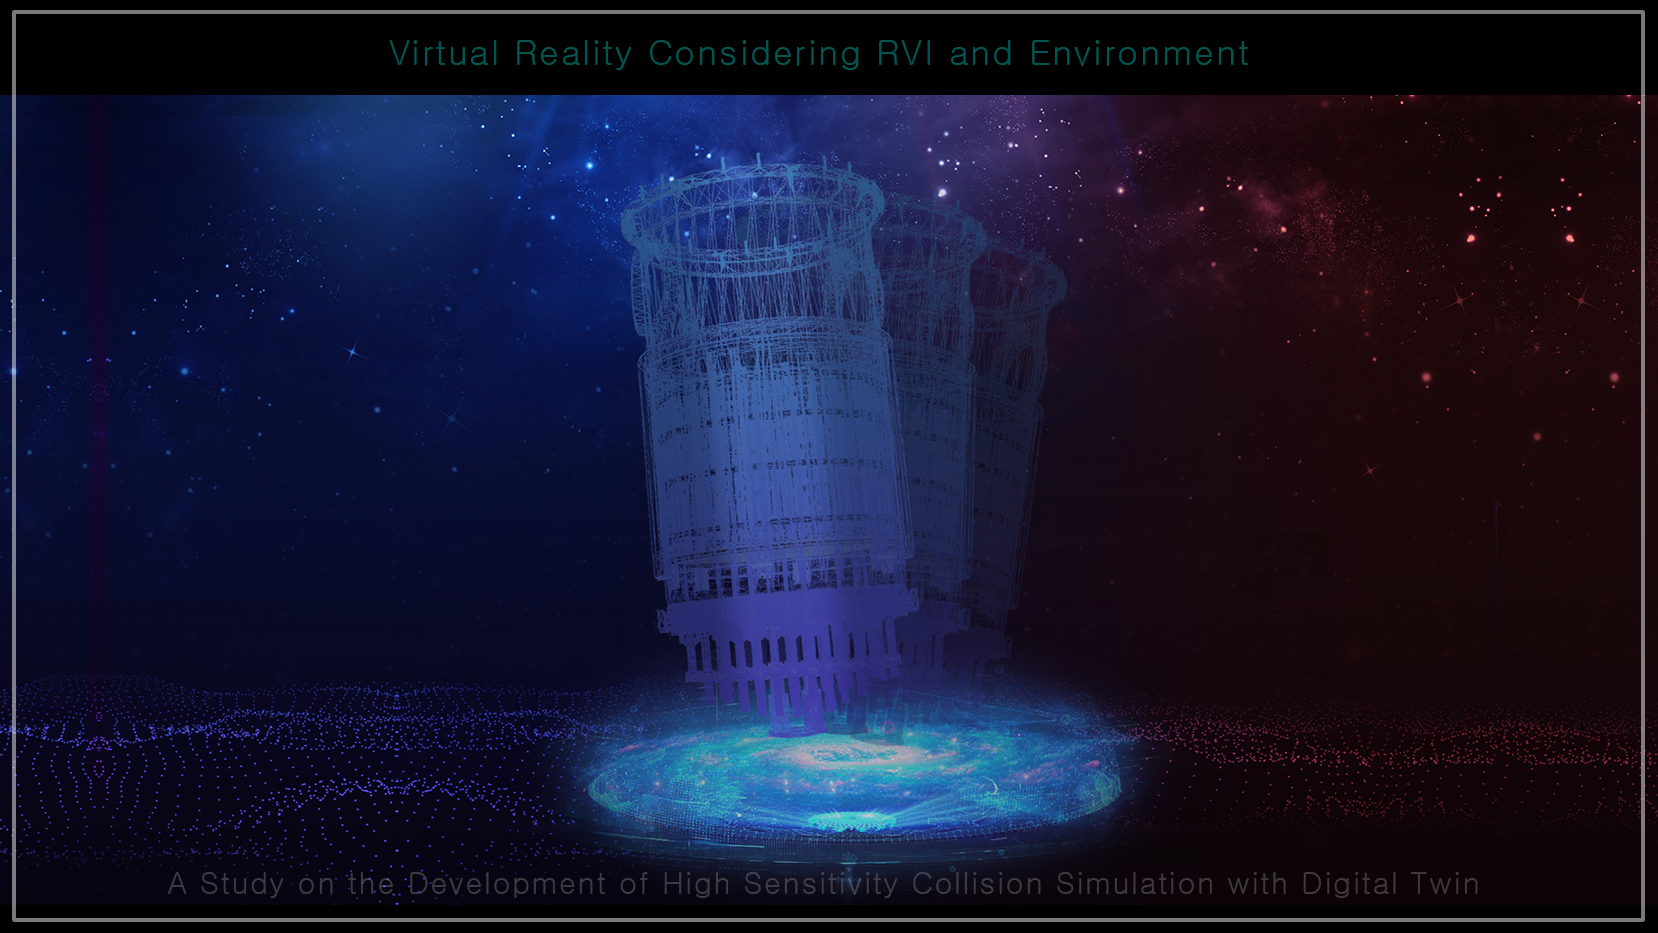 Virtual Reality Considering RVI and Environment
A Study on the Development of High Sensitivity Collision Simulation with Digital Twin